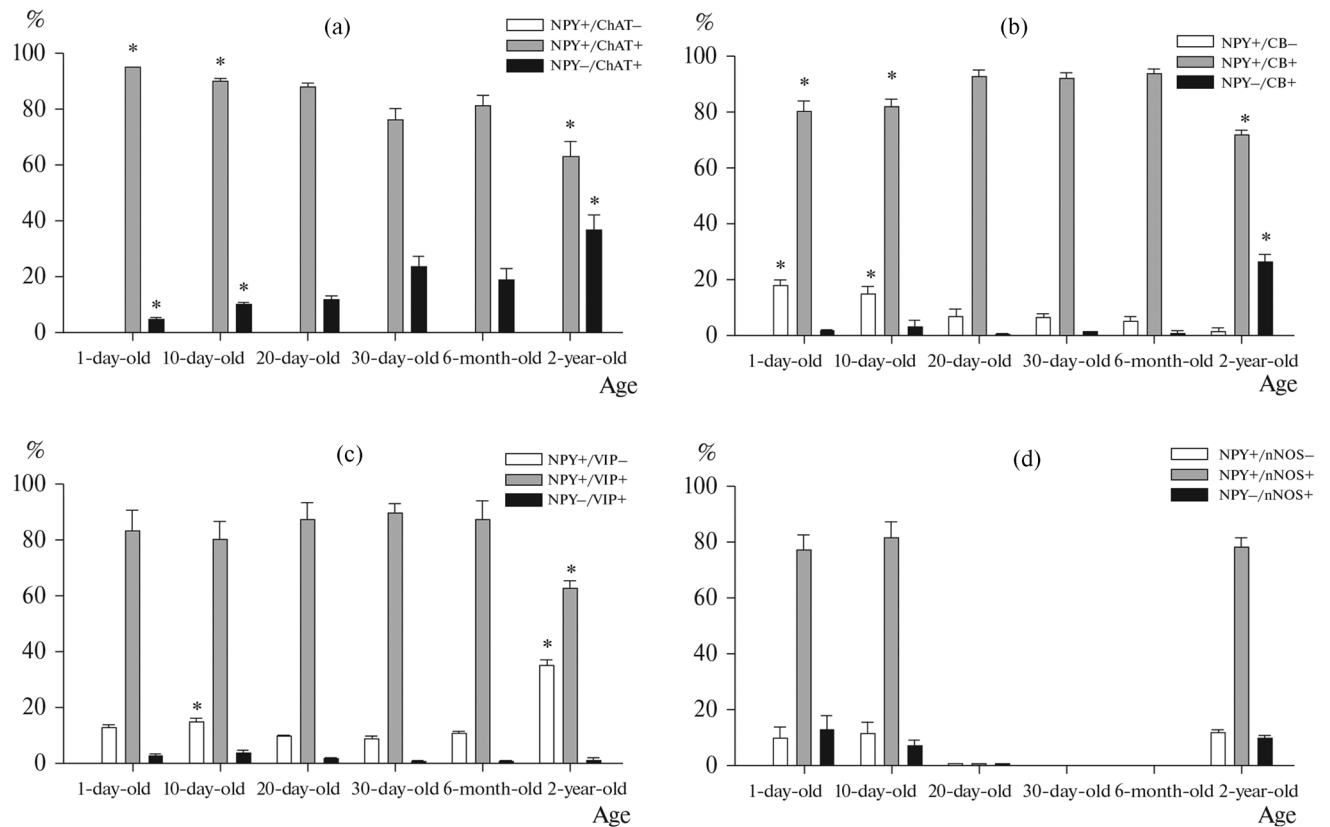 %
(a)
NPY+/ChAT–
NPY+/ChAT+
NPY–/ChAT+
100
80
60
40
20
0
* * * * * *
1-day-old 10-day-old 20-day-old 30-day-old 6-month-old 2-year-old
Age
%
(b)
NPY+/CB–
NPY+/CB+
NPY–/CB+
100
80
60
40
20
0
* * * * * *
1-day-old 10-day-old 20-day-old 30-day-old 6-month-old 2-year-old
Age
%
(c)
NPY+/VIP–
NPY+/VIP+
NPY–/VIP+
100
80
60
40
20
0
* * *
1-day-old 10-day-old 20-day-old 30-day-old 6-month-old 2-year-old
Age
%
(d)
NPY+/nNOS–
NPY+/nNOS+
NPY–/nNOS+
100
80
60
40
20
0
1-day-old 10-day-old 20-day-old 30-day-old 6-month-old 2-year-old
Age